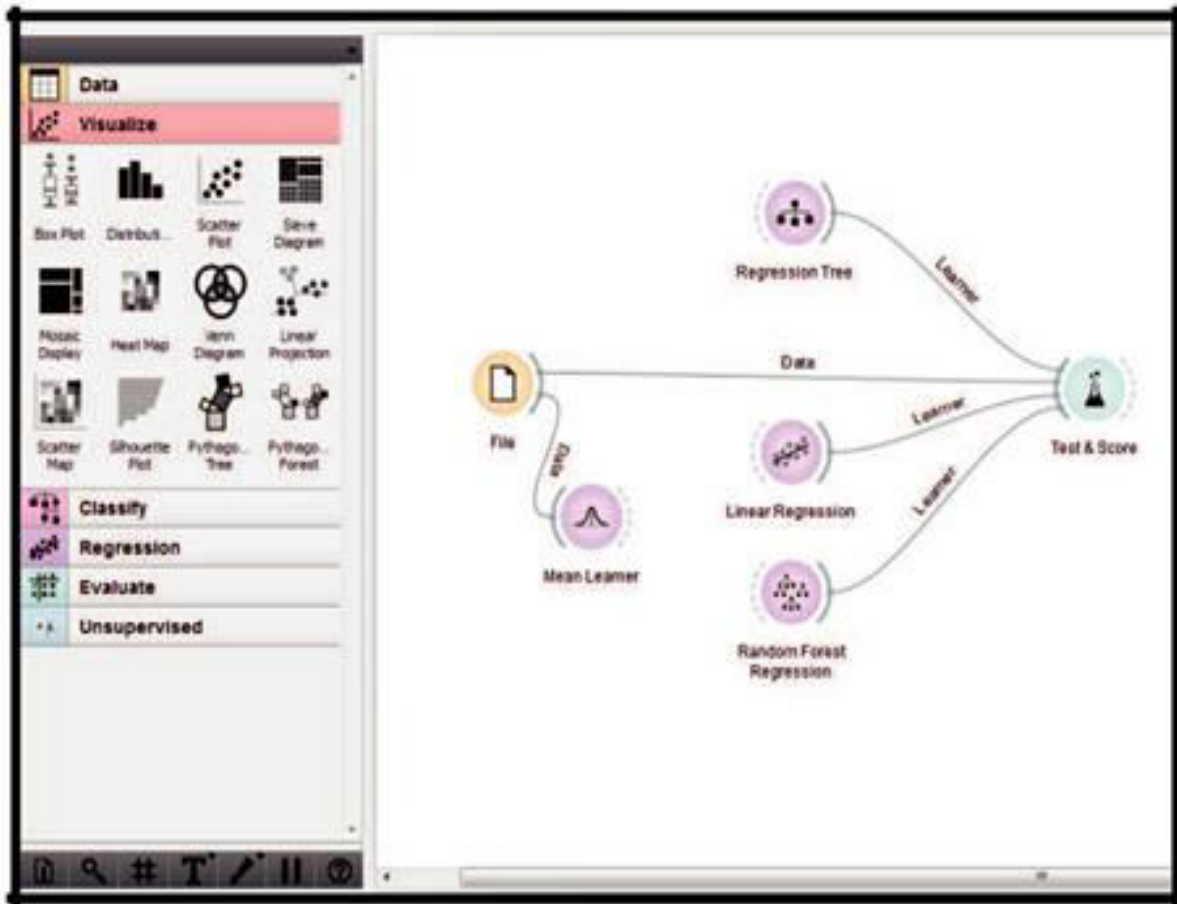 Data
Visualize
Box Plot
Distributi...
Scatter
Plot
Sieve
Diagram
Mosaic
Display
Heat Map
Venn
Diagram
Linear
Projection
Scatter
Map
Silhouette
Plot
Pythago...
Tree
Pythago...
Forest
Classify
Regression
Evaluate
Unsupervised
Regression Tree
Learner
Data
File
Data
Mean Learner
Learner
Linear Regression
Learner
Random Forest
Regression
Test & Score